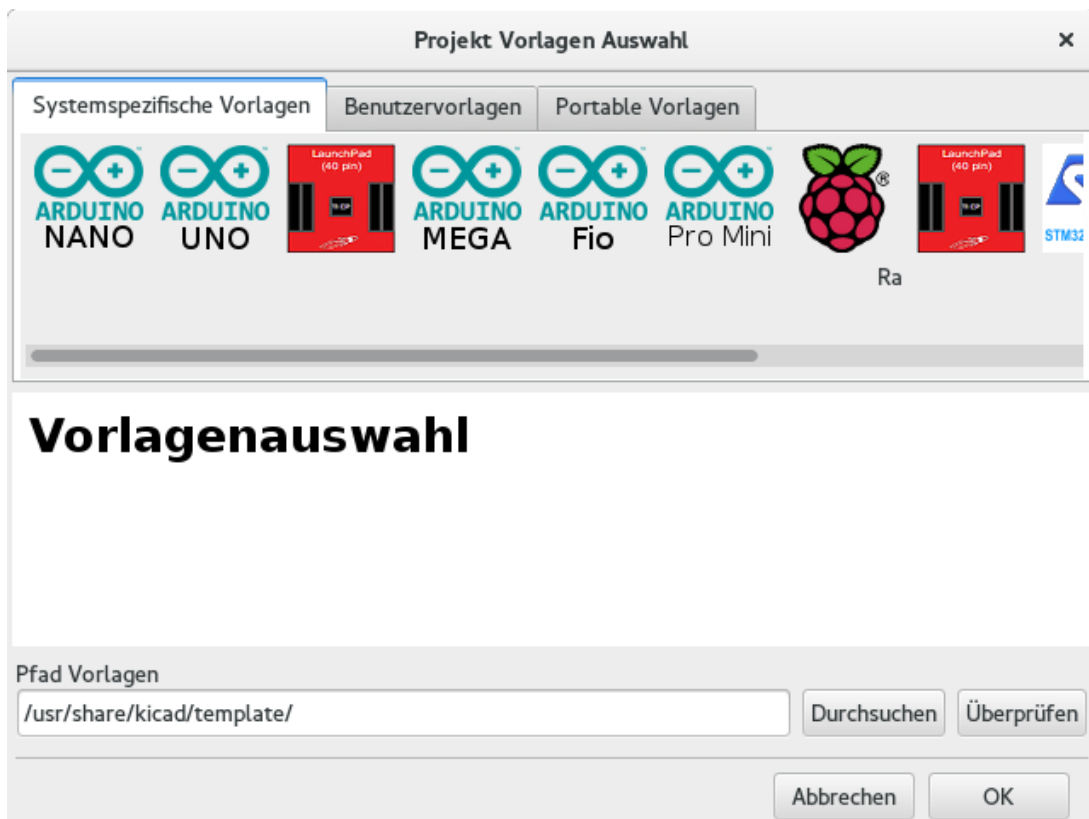 Projekt Vorlagen Auswahl
Systemspezifische Vorlagen
Benutzervorlagen
Portable Vorlagen
ARDUINO
NANO
ARDUINO
UNO
LaunchPad
(40 pin)
ARDUINO
MEGA
ARDUINO
Fio
ARDUINO
Pro Mini
®
LaunchPad
(40 pin)
STM32
Ra
Vorlagenauswahl
Pfad Vorlagen
/usr/share/kicad/template/
Durchsuchen
Überprüfen
Abbrechen
OK